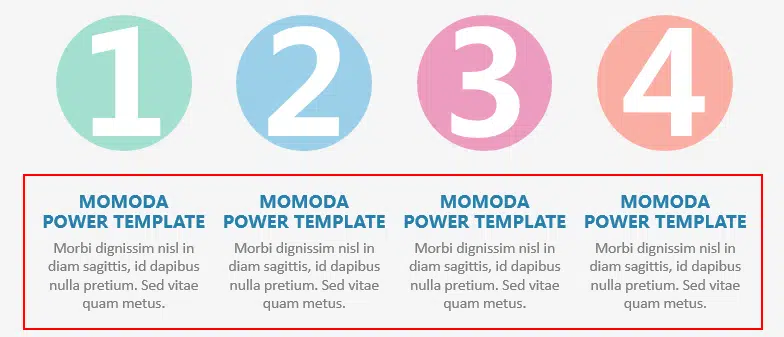 1
2
3
4
MOMODA
POWER TEMPLATE
Morbi dignissim nisl in
diam sagittis, id dapibus
nulla pretium. Sed vitae
quam metus.
MOMODA
POWER TEMPLATE
Morbi dignissim nisl in
diam sagittis, id dapibus
nulla pretium. Sed vitae
quam metus.
MOMODA
POWER TEMPLATE
Morbi dignissim nisl in
diam sagittis, id dapibus
nulla pretium. Sed vitae
quam metus.
MOMODA
POWER TEMPLATE
Morbi dignissim nisl in
diam sagittis, id dapibus
nulla pretium. Sed vitae
quam metus.